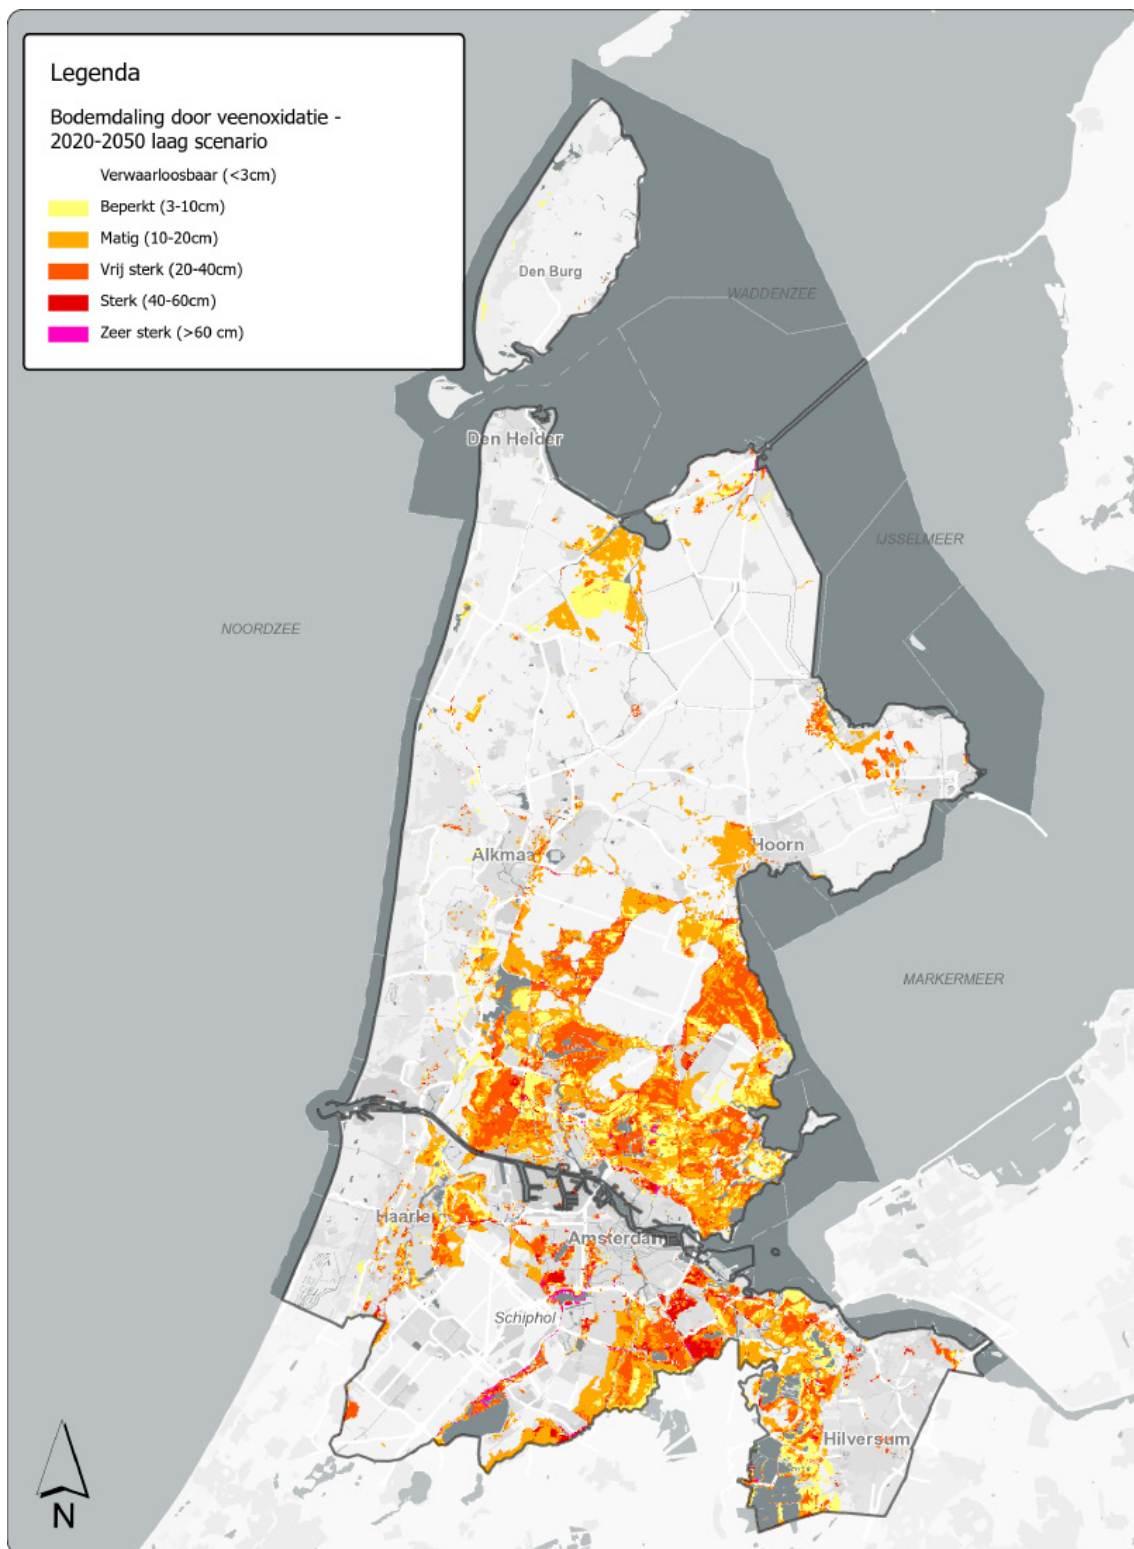 Legenda
Bodemdaling door veenoxidatie -
2020-2050 laag scenario
Verwaarloosbaar (<3cm)
Beperkt (3-10cm)
Matig (10-20cm)
Vrij sterk (20-40cm)
Sterk (40-60cm)
Zeer sterk (>60 cm)
Den Burg
WADDENZEE
Den Helder
IJSSELMEER
NOORDZEE
Hoorn
Alkmaa
MARKERMEER
Haarle
Amsterdam
Schiphol
Hilversum
N